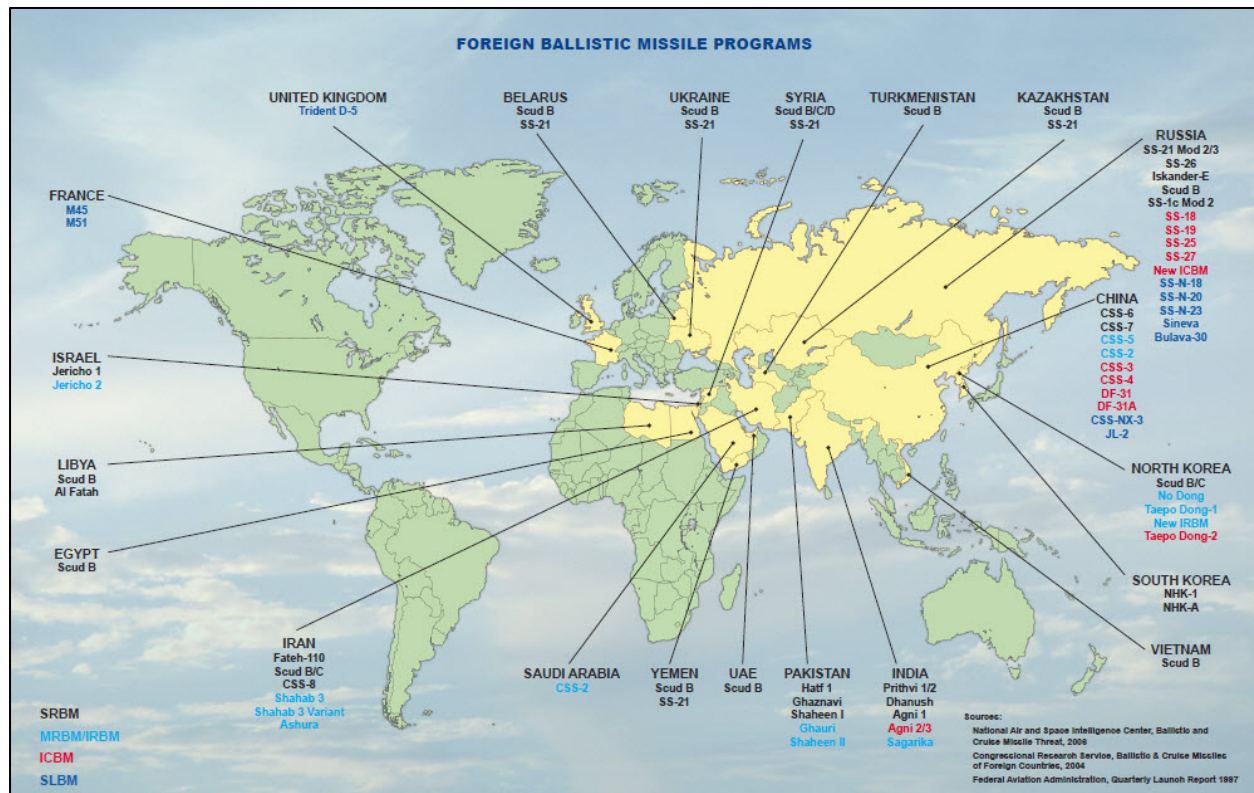 FOREIGN BALLISTIC MISSILE PROGRAMS
UNITED KINGDOM
Trident D-5
BELARUS
Scud B
SS-21
UKRAINE
Scud B
SS-21
SYRIA
Scud B/C/D
SS-21
TURKMENISTAN
Scud B
KAZAKHSTAN
Scud B
SS-21
RUSSIA
SS-21 Mod 2/3
SS-26
Iskander-E
Scud B
SS-1c Mod 2
SS-18
SS-19
SS-25
SS-27
New ICBM
SS-N-18
SS-N-20
SS-N-23
Sineva
Bulava-30
FRANCE
M45
M51
CHINA
CSS-6
CSS-7
CSS-5
CSS-2
CSS-3
CSS-4
DF-31
DF-31A
CSS-NX-3
JL-2
ISRAEL
Jericho 1
Jericho 2
LIBYA
Scud B
Al Fatah
NORTH KOREA
Scud B/C
No Dong
Taepo Dong-1
New IRBM
Taepo Dong-2
EGYPT
Scud B
SOUTH KOREA
NHK-1
NHK-A
IRAN
Fateh-110
Scud B/C
CSS-8
Shahab 3
Shahab 3 Variant
Ashura
SAUDI ARABIA
CSS-2
YEMEN
Scud B
SS-21
UAE
Scud B
PAKISTAN
Hatf 1
Ghaznavi
Shaheen I
Ghauri
Shaheen II
INDIA
Prithvi 1/2
Dhanush
Agni 1
Agni 2/3
Sagarika
VIETNAM
Scud B
SRBM
MRBM/IRBM
ICBM
SLBM
Sources:
National Air and Space Intelligence Center, Ballistic and
Cruise Missile Threat, 2006
Congressional Research Service, Ballistic & Cruise Missiles
of Foreign Countries, 2004
Federal Aviation Administration, Quarterly Launch Report 1997